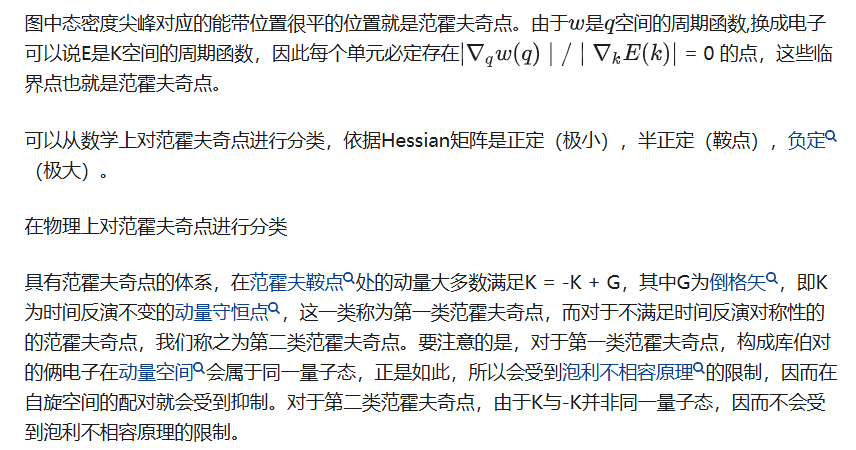 图中态密度尖峰对应的能带位置很平的位置就是范霍夫奇点。由于w是q空间的周期函数,换成电子
可以说E是K空间的周期函数，因此每个单元必定存在|∇_q w(q) | / | ∇_k E(k)| = 0 的点，这些临
界点也就是范霍夫奇点。
可以从数学上对范霍夫奇点进行分类，依据Hessian矩阵是正定（极小），半正定（鞍点），负定
（极大）。
在物理上对范霍夫奇点进行分类
具有范霍夫奇点的体系，在范霍夫鞍点处的动量大多数满足K = -K + G，其中G为倒格矢，即K
为时间反演不变的动量守恒点，这一类称为第一类范霍夫奇点，而对于不满足时间反演对称性的
的范霍夫奇点，我们称之为第二类范霍夫奇点。要注意的是，对于第一类范霍夫奇点，构成库伯对
的俩电子在动量空间会属于同一量子态，正是如此，所以会受到泡利不相容原理的限制，因而在
自旋空间的配对就会受到抑制。对于第二类范霍夫奇点，由于K与-K并非同一量子态，因而不会受
到泡利不相容原理的限制。